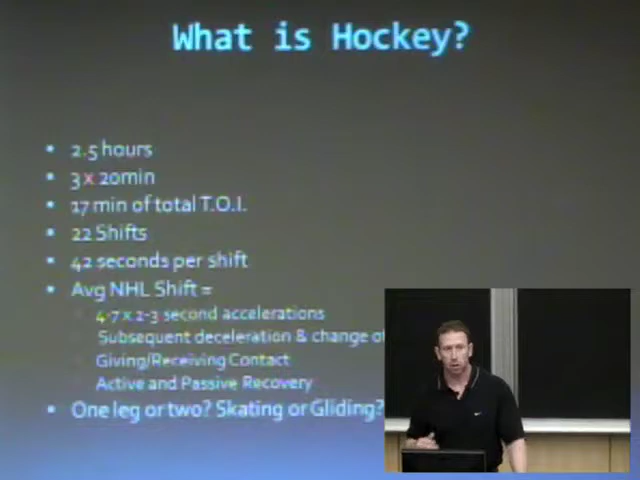 What is Hockey?
• 2.5 hours
• 3 x 20min
• 17 min of total T.O.I.
• 22 Shifts
• 42 seconds per shift
• Avg NHL Shift =
4-7 x 2-3 second accelerations
Subsequent deceleration & change of
Giving/Receiving Contact
Active and Passive Recovery
• One leg or two? Skating or Gliding?